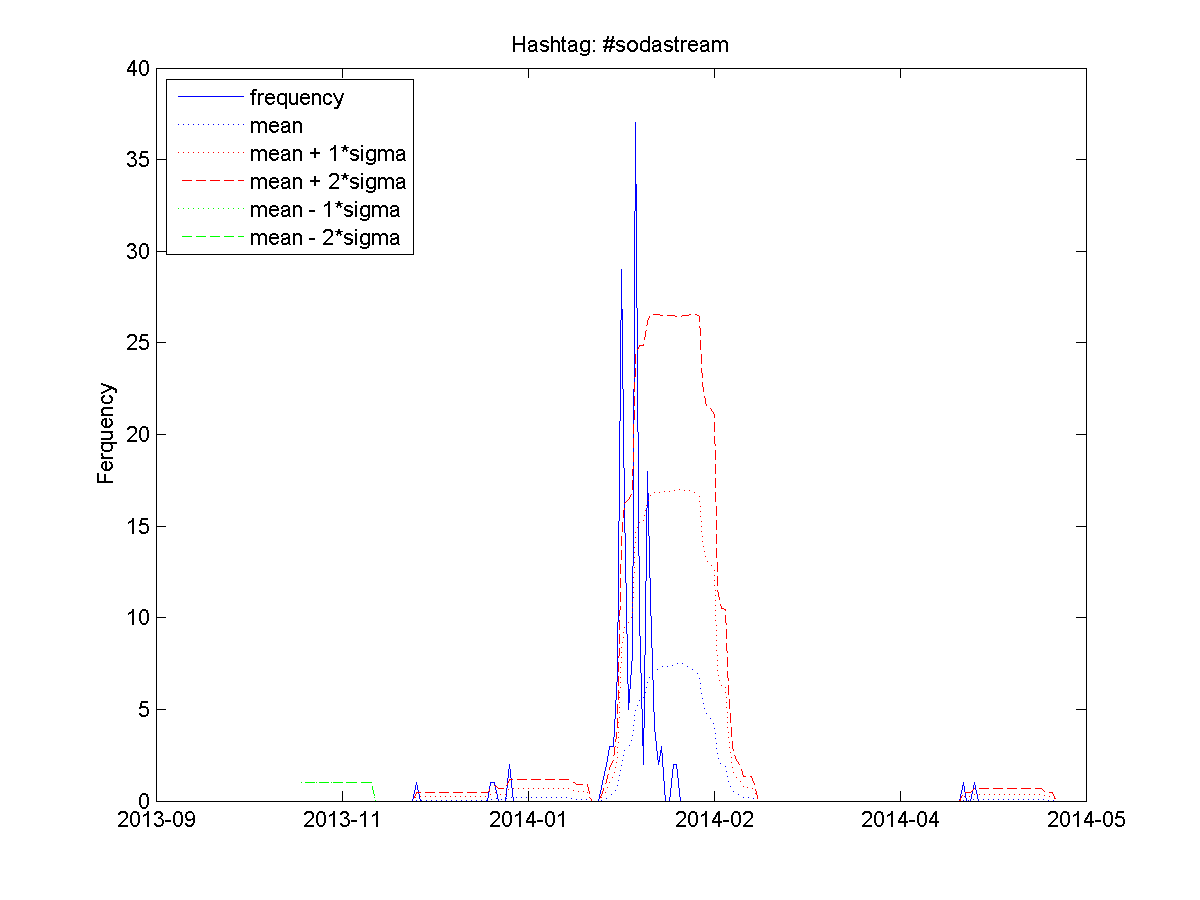 Hashtag: #sodastream
40
35
30
25
20
15
10
5
0
Ferquency
frequency
mean
mean + 1*sigma
mean + 2*sigma
mean - 1*sigma
mean - 2*sigma
2013-09 2013-11 2014-01 2014-02 2014-04 2014-05